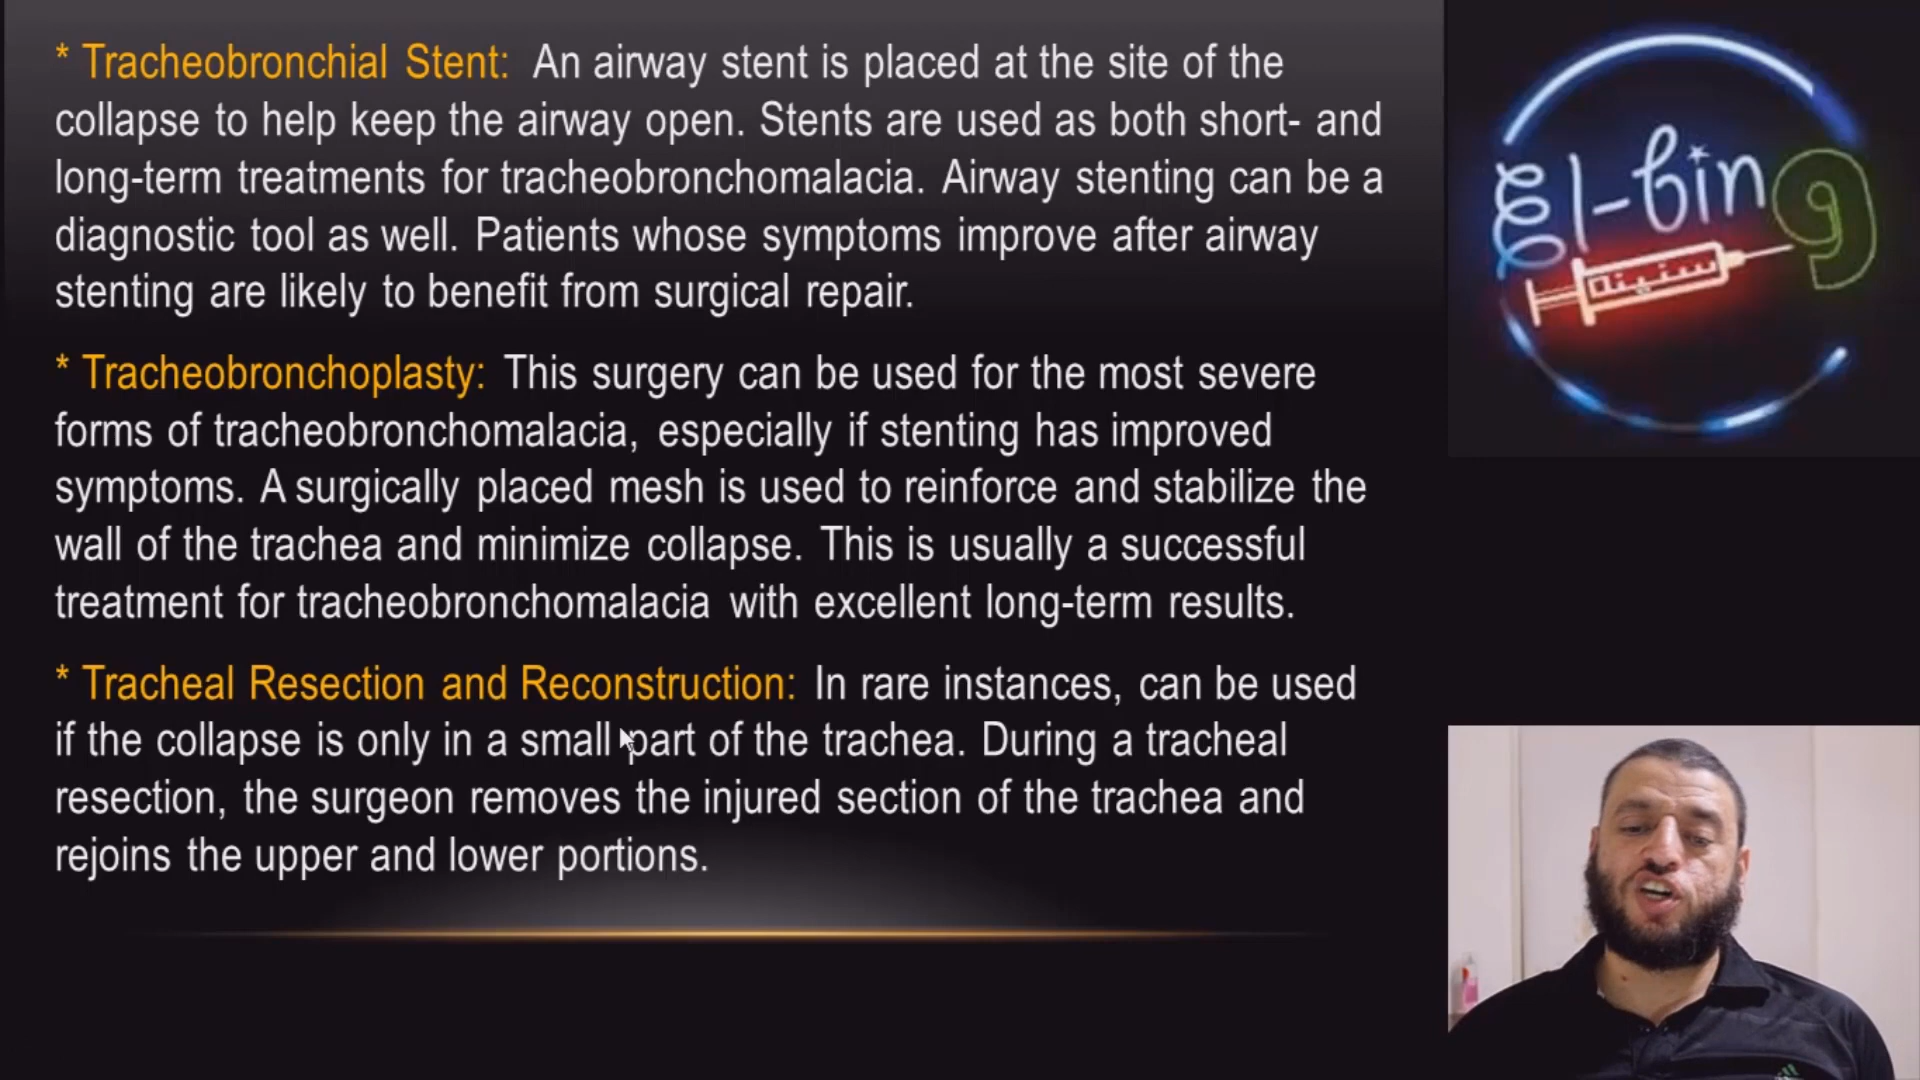 * Tracheobronchial Stent: An airway stent is placed at the site of the
collapse to help keep the airway open. Stents are used as both short- and
long-term treatments for tracheobronchomalacia. Airway stenting can be a
diagnostic tool as well. Patients whose symptoms improve after airway
stenting are likely to benefit from surgical repair.
* Tracheobronchoplasty: This surgery can be used for the most severe
forms of tracheobronchomalacia, especially if stenting has improved
symptoms. A surgically placed mesh is used to reinforce and stabilize the
wall of the trachea and minimize collapse. This is usually a successful
treatment for tracheobronchomalacia with excellent long-term results.
* Tracheal Resection and Reconstruction: In rare instances, can be used
if the collapse is only in a small part of the trachea. During a tracheal
resection, the surgeon removes the injured section of the trachea and
rejoins the upper and lower portions.
El-bing